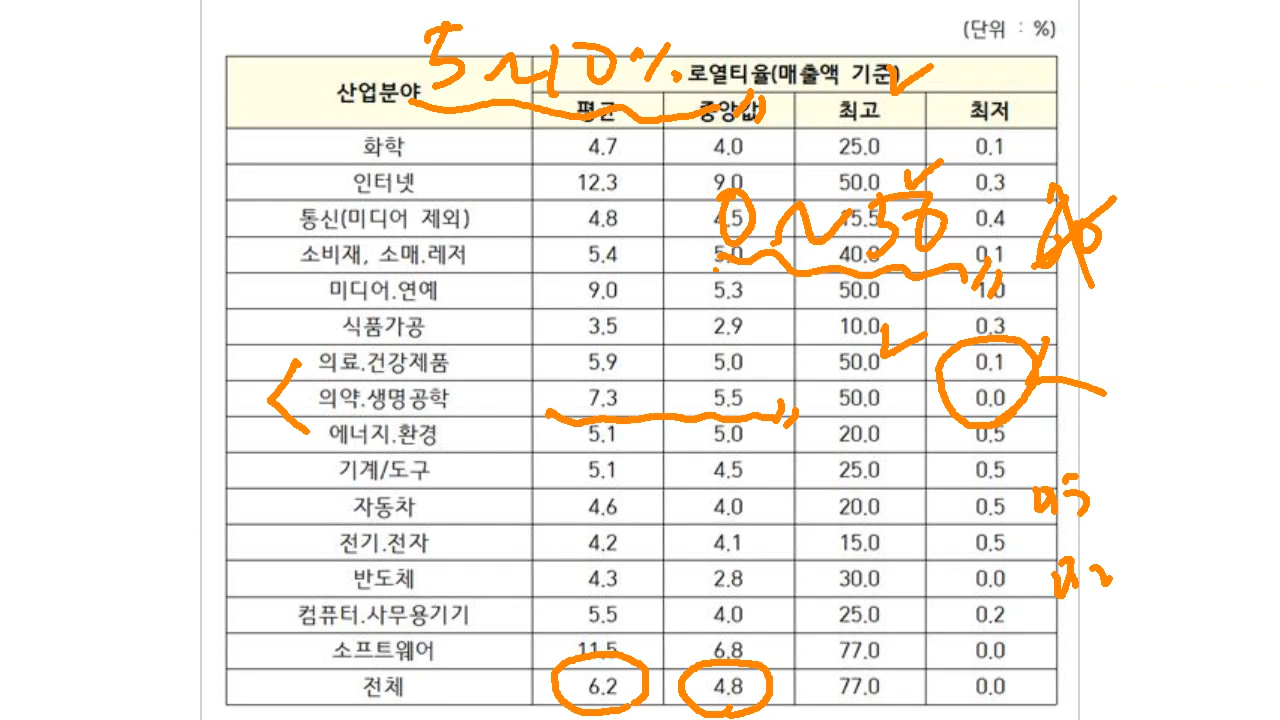 (단위 : %)
5~10%
산업분야 로열티율(매출액 기준)
평균 중앙값 최고 최저
화학 4.7 4.0 25.0 0.1
인터넷 12.3 9.0 50.0 0.3
통신(미디어 제외) 4.8 4.5 75.5 0.4
0~50
소비재, 소매.레저 5.4 5.0 40.0 0.1
미디어.연예 9.0 5.3 50.0 1.0
식품가공 3.5 2.9 10.0 0.3
의료.건강제품 5.9 5.0 50.0 0.1
의약.생명공학 7.3 5.5 50.0 0.0
에너지.환경 5.1 5.0 20.0 0.5
기계/도구 5.1 4.5 25.0 0.5
자동차 4.6 4.0 20.0 0.5
전기.전자 4.2 4.1 15.0 0.5
반도체 4.3 2.8 30.0 0.0
컴퓨터.사무용기기 5.5 4.0 25.0 0.2
소프트웨어 11.5 6.8 77.0 0.0
전체 6.2 4.8 77.0 0.0